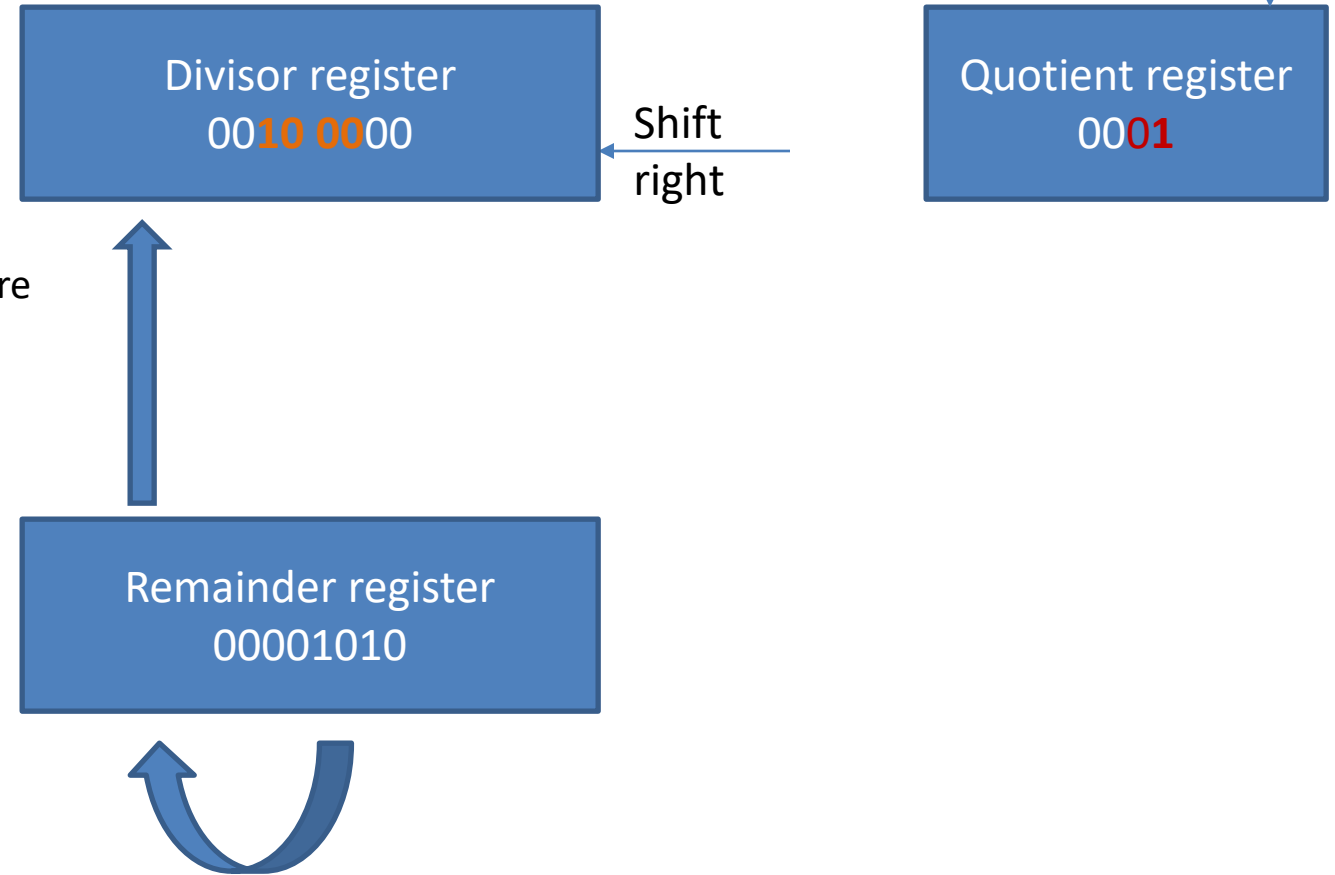 Divisor register
0010 0000
Shift
right
Quotient register
0001
re
Remainder register
00001010